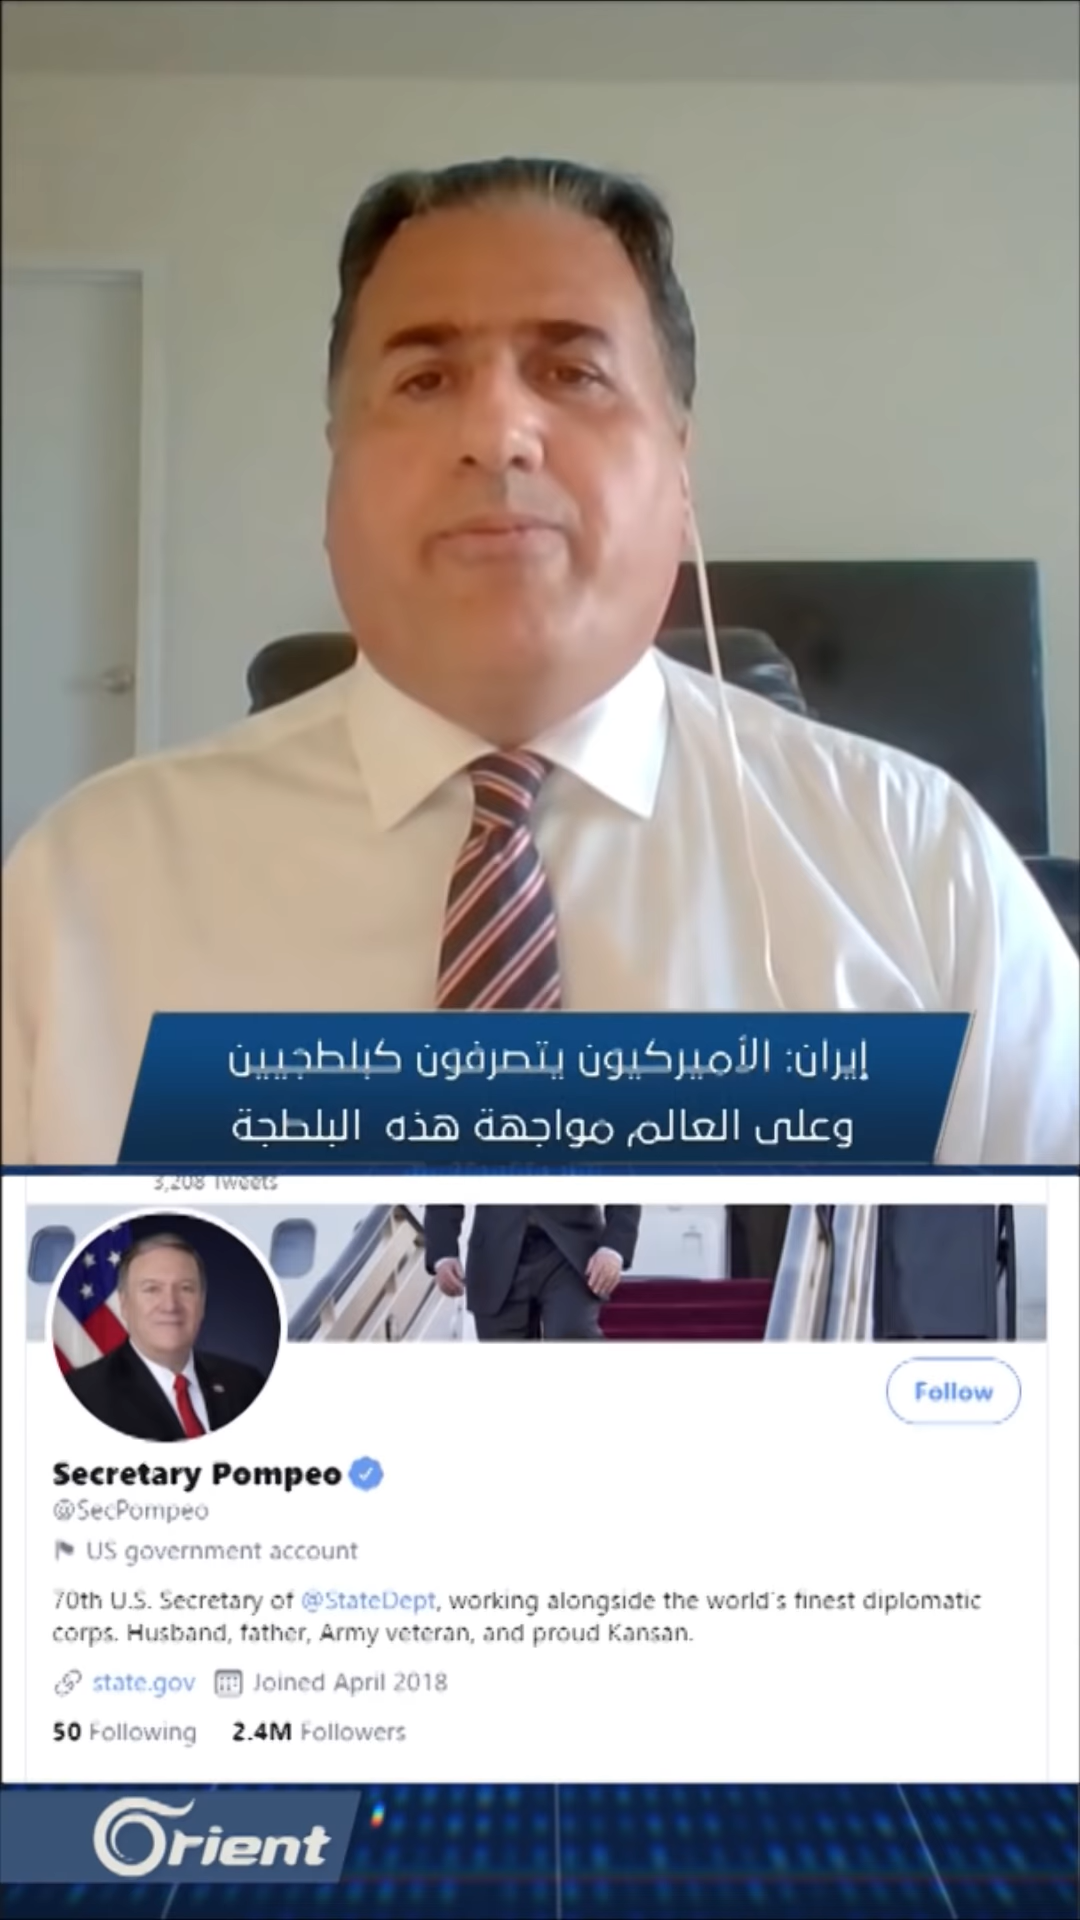 إيران: الأميركيون يتصرفون كبلطجيين
وعلى العالم مواجهة هذه البلطجة
3,208 Tweets
Follow
Secretary Pompeo
@SecPompeo
US government account
70th U.S. Secretary of @StateDept, working alongside the world's finest diplomatic
corps. Husband, father, Army veteran, and proud Kansan.
state.gov Joined April 2018
50 Following 2.4M Followers
Orient